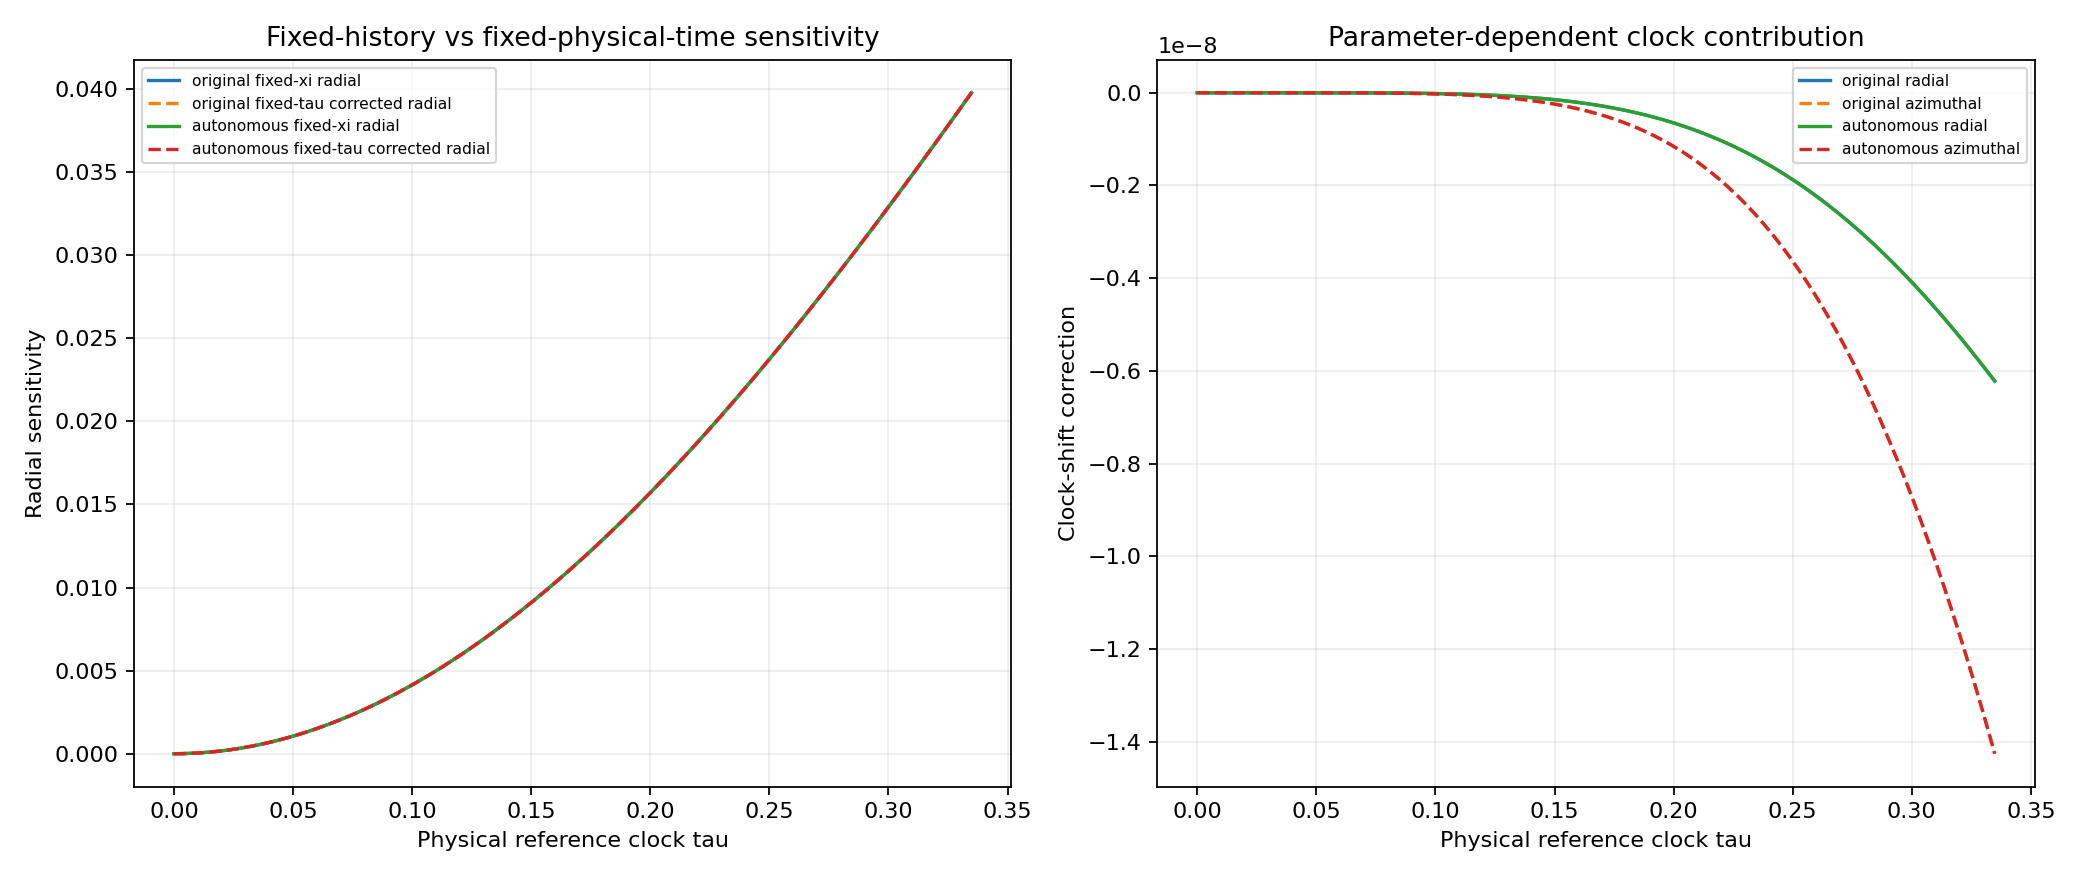 Fixed-history vs fixed-physical-time sensitivity
original fixed-xi radial
original fixed-tau corrected radial
autonomous fixed-xi radial
autonomous fixed-tau corrected radial
Radial sensitivity
0.040
0.035
0.030
0.025
0.020
0.015
0.010
0.005
0.000
0.00 0.05 0.10 0.15 0.20 0.25 0.30 0.35
Physical reference clock tau
Parameter-dependent clock contribution
1e−8
original radial
original azimuthal
autonomous radial
autonomous azimuthal
Clock-shift correction
0.0
−0.2
−0.4
−0.6
−0.8
−1.0
−1.2
−1.4
0.00 0.05 0.10 0.15 0.20 0.25 0.30 0.35
Physical reference clock tau